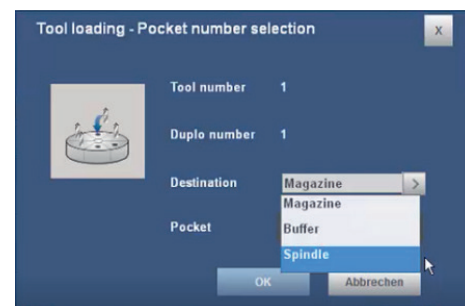 Tool loading - Pocket number selection x
Tool number 1
Duplo number 1
Destination Magazine >
Magazine
Pocket Buffer
Spindle
OK Abbrechen